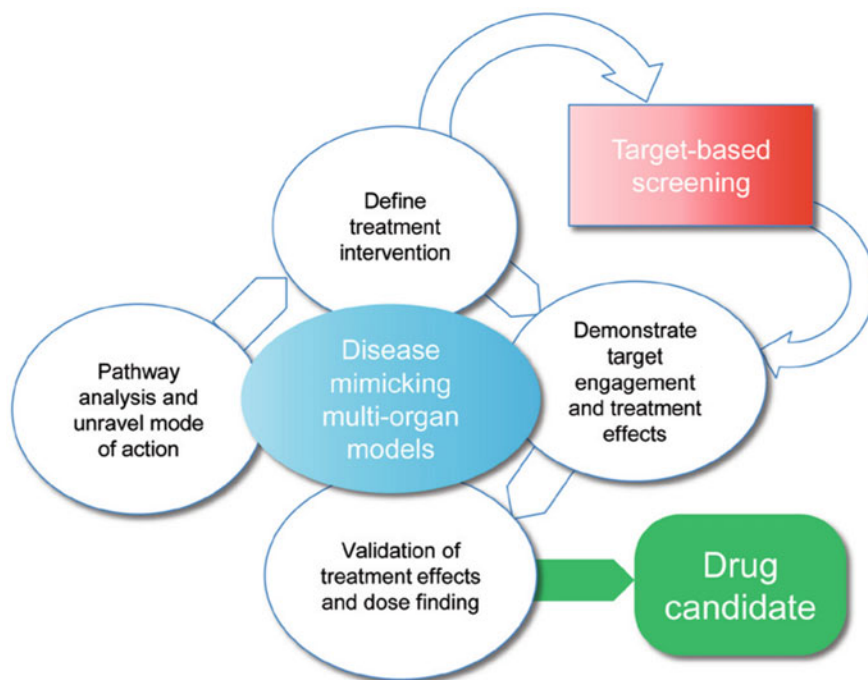 Target-based
screening
Define
treatment
intervention
Pathway
analysis and
unravel mode
of action
Disease
mimicking
multi-organ
models
Demonstrate
target
engagement
and treatment
effects
Validation of
treatment effects
and dose finding
Drug
candidate